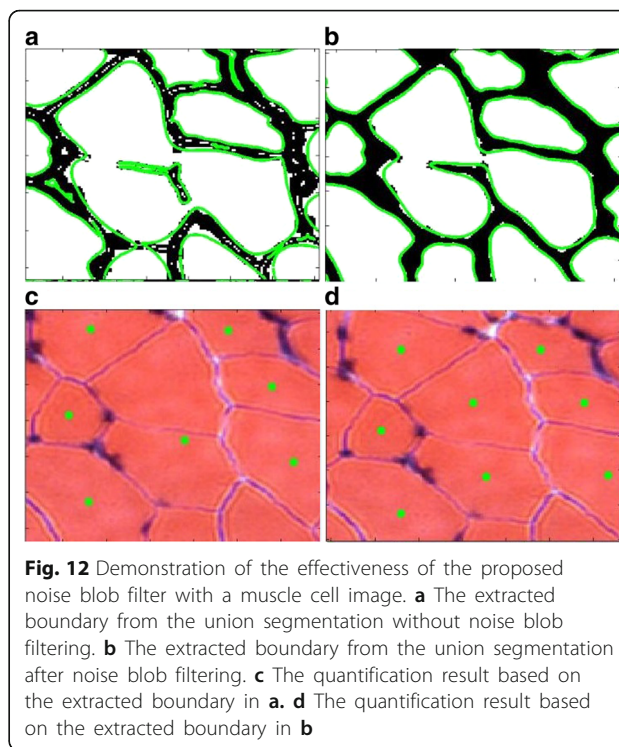 a
b
c
d
Fig. 12 Demonstration of the effectiveness of the proposed
noise blob filter with a muscle cell image. a The extracted
boundary from the union segmentation without noise blob
filtering. b The extracted boundary from the union segmentation
after noise blob filtering. c The quantification result based on
the extracted boundary in a. d The quantification result based
on the extracted boundary in b